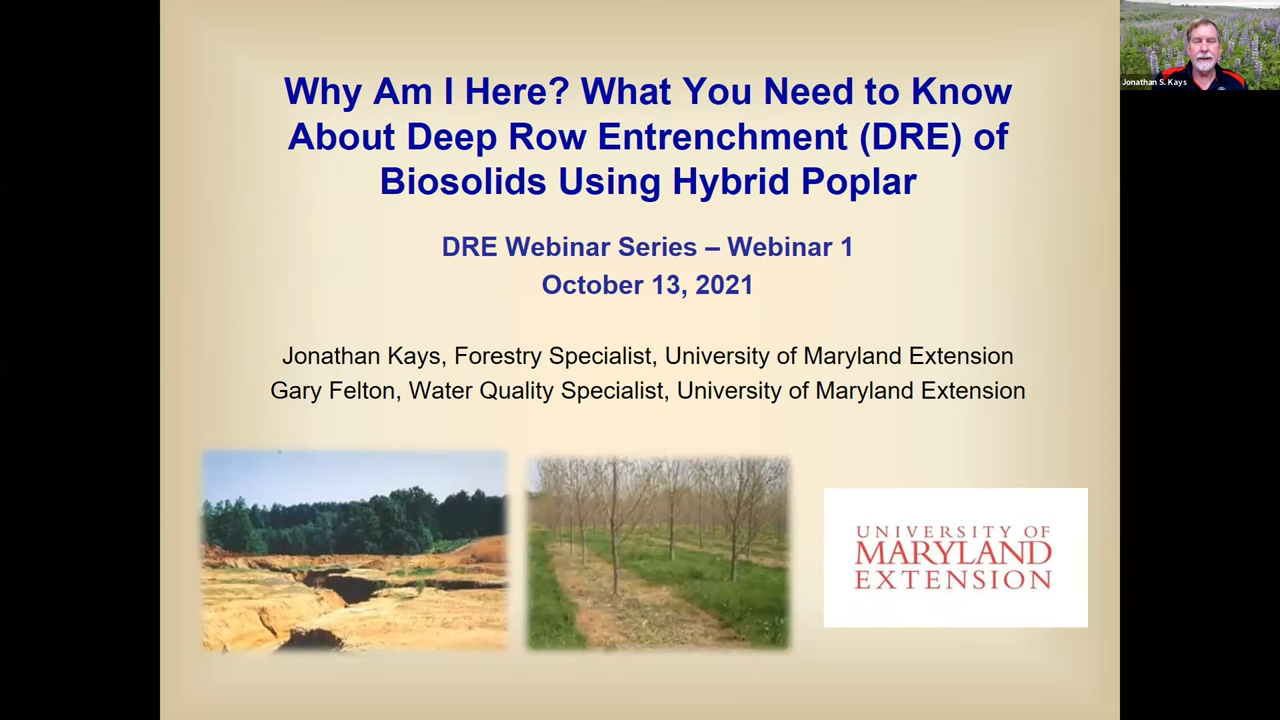 Why Am I Here? What You Need to Know
About Deep Row Entrenchment (DRE) of
Biosolids Using Hybrid Poplar
DRE Webinar Series – Webinar 1
October 13, 2021
Jonathan Kays, Forestry Specialist, University of Maryland Extension
Gary Felton, Water Quality Specialist, University of Maryland Extension
UNIVERSITY OF
MARYLAND
EXTENSION
Jonathan S. Kays